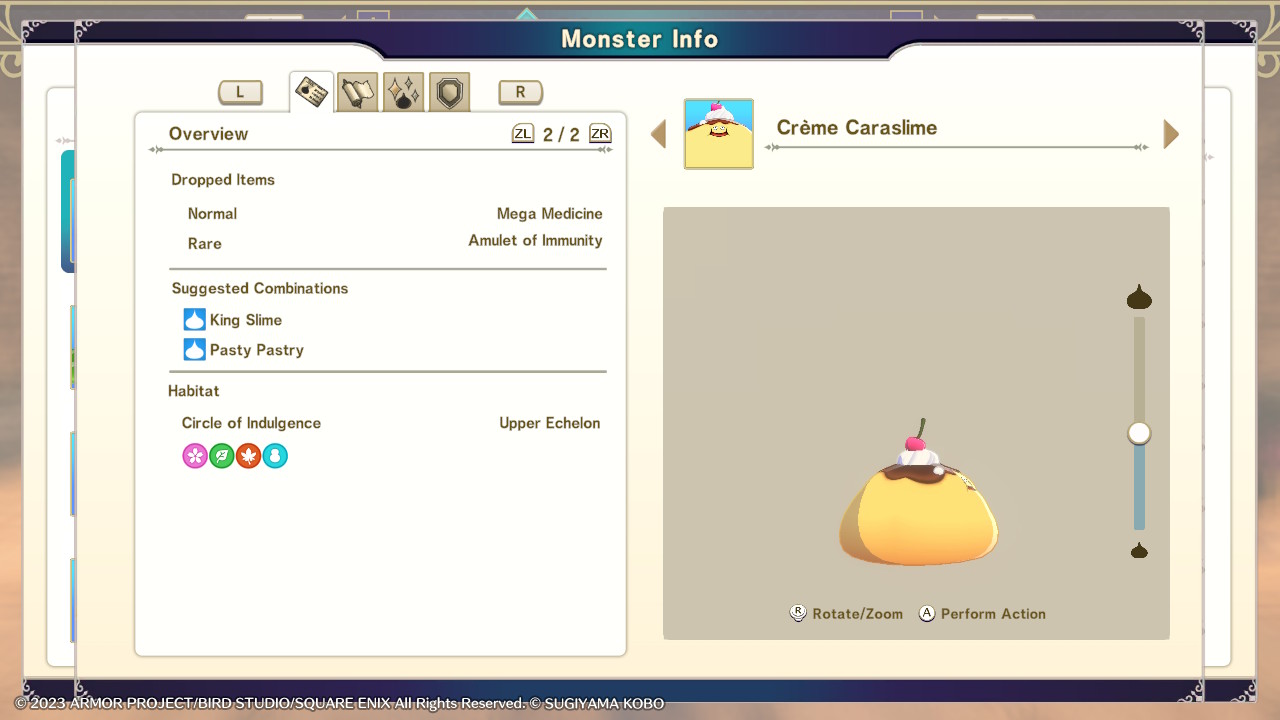 Monster Info
L
R
Overview
ZL 2 / 2 ZR
Dropped Items
Normal Mega Medicine
Rare Amulet of Immunity
Suggested Combinations
King Slime
Pasty Pastry
Habitat
Circle of Indulgence Upper Echelon
Crème Caraslime
R Rotate/Zoom A Perform Action
© 2023 ARMOR PROJECT/BIRD STUDIO/SQUARE ENIX All Rights Reserved. © SUGIYAMA KOBO